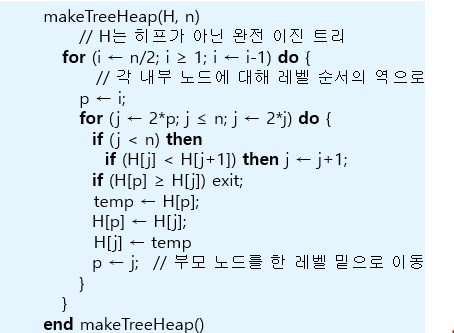 makeTreeHeap(H, n)
// H는 히프가 아닌 완전 이진 트리
for (i ← n/2; i ≥ 1; i ← i-1) do {
// 각 내부 노드에 대해 레벨 순서의 역으로
p ← i;
for (j ← 2*p; j ≤ n; j ← 2*j) do {
if (j < n) then
if (H[j] < H[j+1]) then j ← j+1;
if (H[p] ≥ H[j]) exit;
temp ← H[p];
H[p] ← H[j];
H[j] ← temp
p ← j;   // 부모 노드를 한 레벨 밑으로 이동
}
}
end makeTreeHeap()